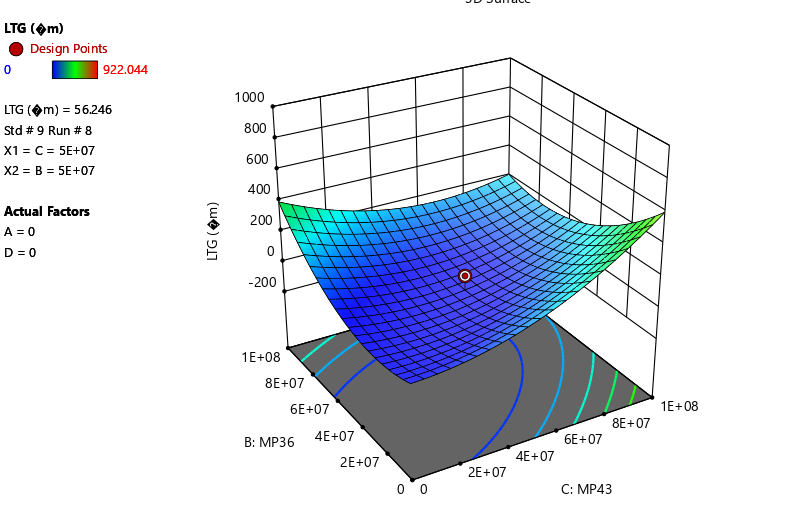 3D Surface
LTG (�m)
Design Points
0 922.044
LTG (�m) = 56.246
Std # 9 Run # 8
X1 = C = 5E+07
X2 = B = 5E+07
Actual Factors
A = 0
D = 0
1000
800
600
400
200
0
-200
LTG (�m)
1E+08
8E+07
6E+07
4E+07
2E+07
0
B: MP36
0
2E+07
4E+07
6E+07
8E+07
1E+08
C: MP43